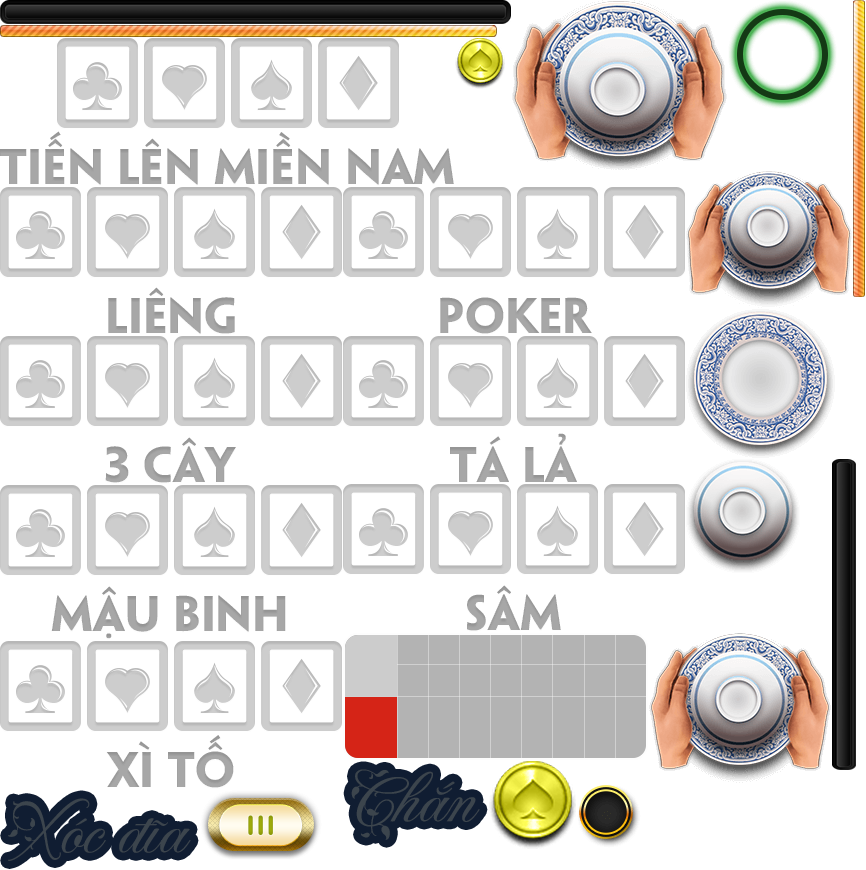 TIẾN LÊN MIỀN NAM
LIÊNG
POKER
3 CÂY
TÁ LẢ
MẬU BINH
SÂM
XÌ TỐ
Xóc đĩa
Chắn